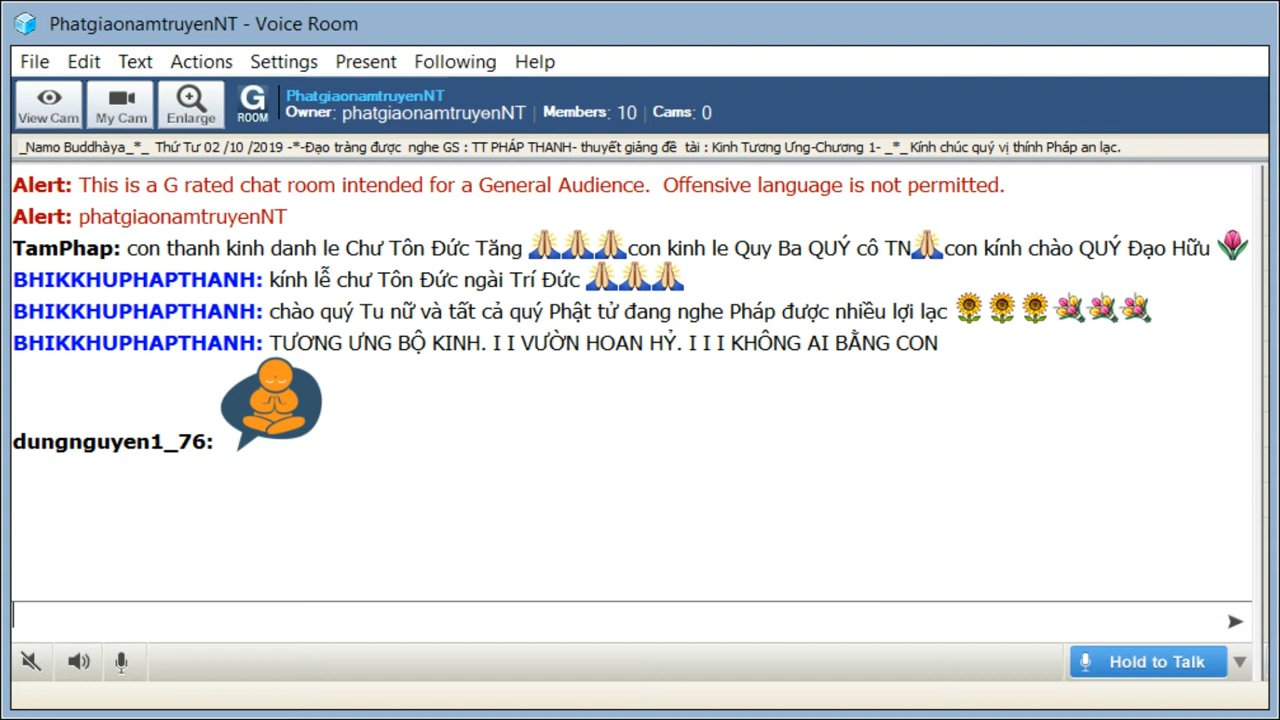 PhatgiaonamtruyenNT - Voice Room
File Edit Text Actions Settings Present Following Help
View Cam My Cam Enlarge G ROOM
PhatgiaonamtruyenNT
Owner: phatgiaonamtruyenNT | Members: 10 | Cams: 0
_Namo Buddhàya_*_ Thứ Tư 02 /10 /2019 -*-Đạo tràng được nghe GS : TT PHÁP THANH- thuyết giảng đề tài : Kinh Tương Ưng-Chương 1- _*_Kính chúc quý vị thính Pháp an lạc.
Alert: This is a G rated chat room intended for a General Audience. Offensive language is not permitted.
Alert: phatgiaonamtruyenNT
TamPhap: con thanh kinh danh le Chư Tôn Đức Tăng 🙏🙏🙏con kinh le Quy Ba QUÝ cô TN🙏con kính chào QUÝ Đạo Hữu 🌷
BHIKKHUPHAPTHANH: kính lễ chư Tôn Đức ngài Trí Đức 🙏🙏🙏
BHIKKHUPHAPTHANH: chào quý Tu nữ và tất cả quý Phật tử đang nghe Pháp được nhiều lợi lạc 🌻🌻🌻💐💐💐
BHIKKHUPHAPTHANH: TƯƠNG ƯNG BỘ KINH. I I VƯỜN HOAN HỶ. I I I KHÔNG AI BẰNG CON
dungnguyen1_76:
Hold to Talk